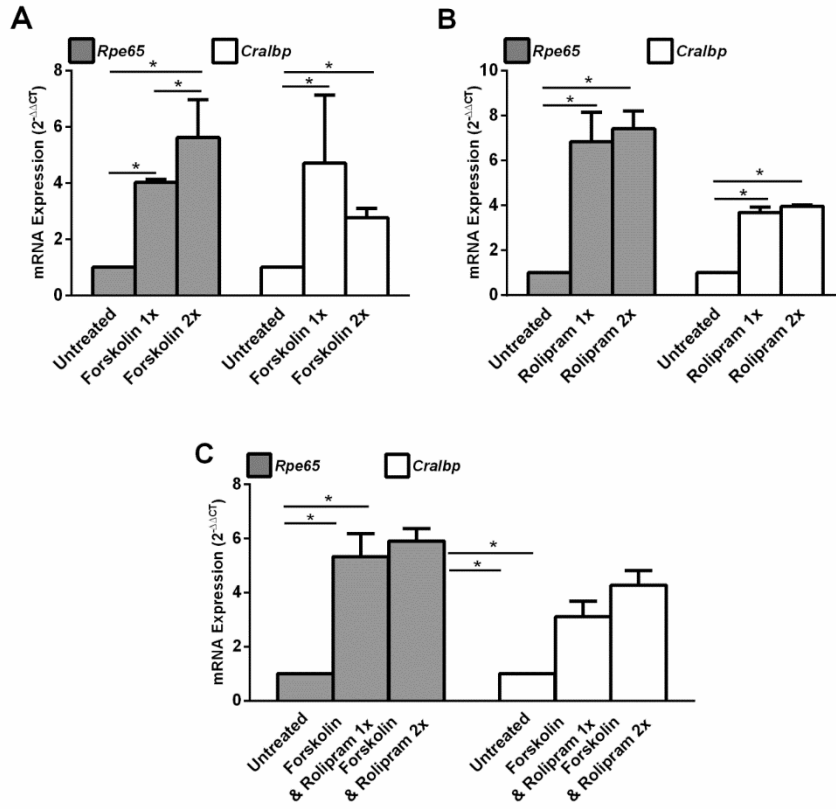 A
Rpe65
Cralbp
mRNA Expression (2-ΔΔCT)
8
6
4
2
0
*
*
*
*
*
Untreated
Forskolin 1x
Forskolin 2x
Untreated
Forskolin 1x
Forskolin 2x
B
Rpe65
Cralbp
mRNA Expression (2-ΔΔCT)
10
8
6
4
2
0
*
*
*
*
Untreated
Rolipram 1x
Rolipram 2x
Untreated
Rolipram 1x
Rolipram 2x
C
Rpe65
Cralbp
mRNA Expression (2-ΔΔCT)
8
6
4
2
0
*
*
*
*
Untreated
Forskolin
& Rolipram 1x
Forskolin
& Rolipram 2x
Untreated
Forskolin
& Rolipram 1x
Forskolin
& Rolipram 2x